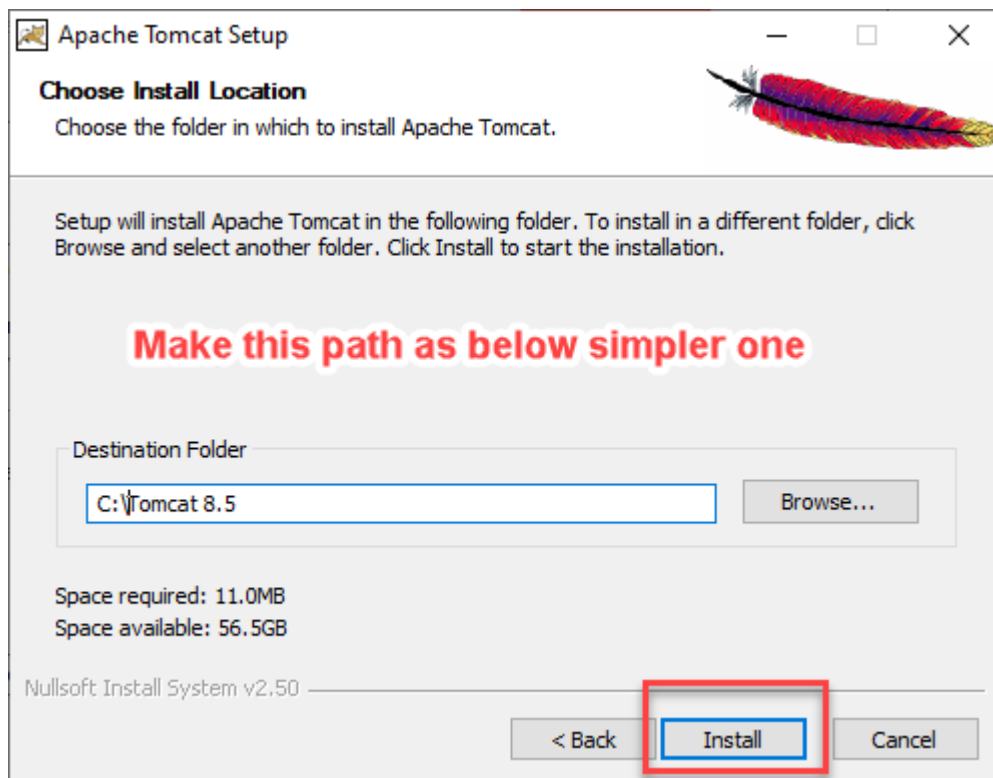 Apache Tomcat Setup
Choose Install Location
Choose the folder in which to install Apache Tomcat.
Setup will install Apache Tomcat in the following folder. To install in a different folder, click
Browse and select another folder. Click Install to start the installation.
Make this path as below simpler one
Destination Folder
C:\Tomcat 8.5
Browse...
Space required: 11.0MB
Space available: 56.5GB
Nullsoft Install System v2.50
< Back
Install
Cancel